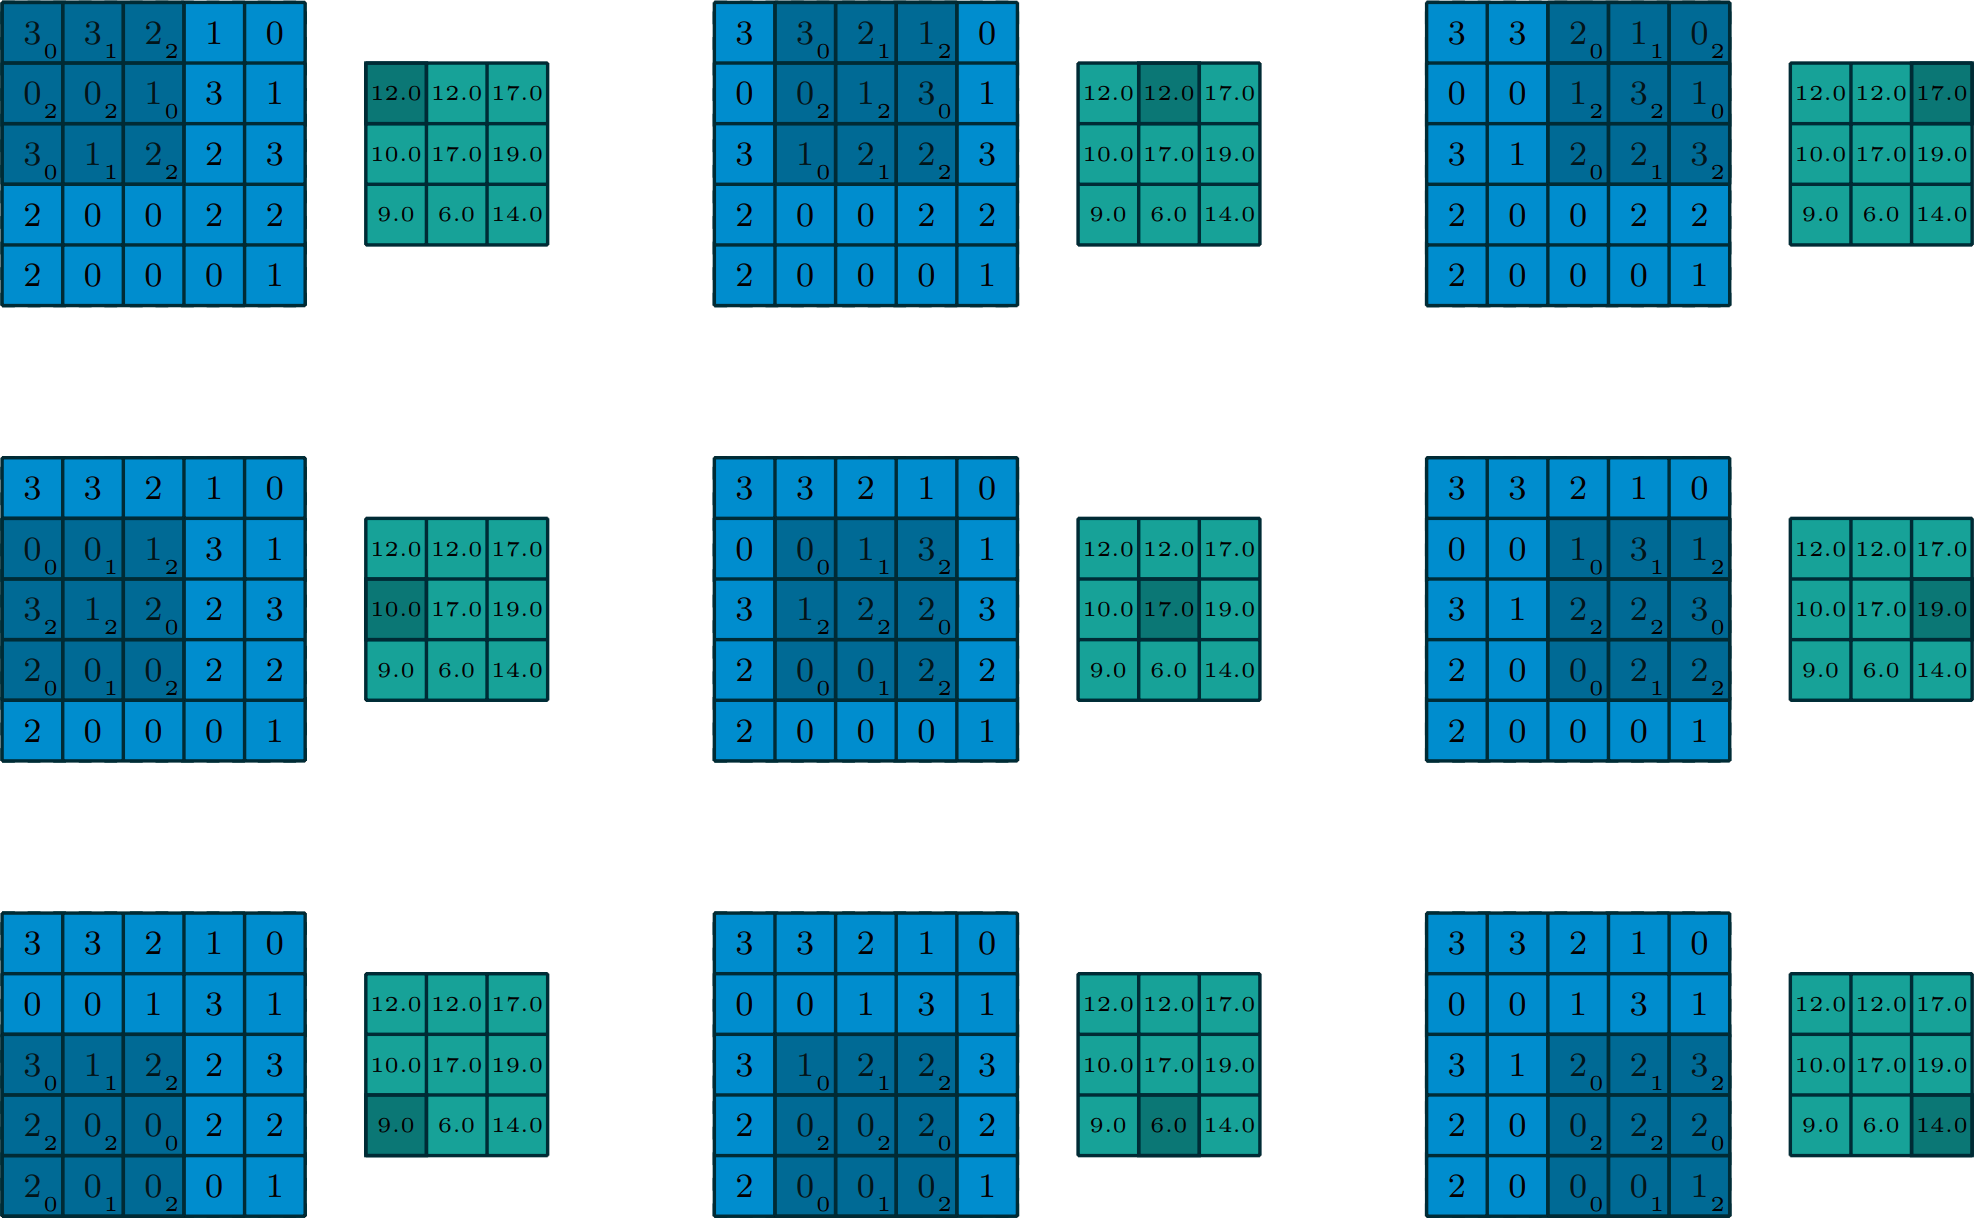 3₀ 3₁ 2₂ 1 0
0₂ 0₂ 1₀ 3 1
3₀ 1₁ 2₂ 2 3
2 0 0 2 2
2 0 0 0 1
12.0 12.0 17.0
10.0 17.0 19.0
9.0 6.0 14.0
3 3₀ 2₁ 1₂ 0
0 0₂ 1₂ 3₀ 1
3 1₀ 2₁ 2₂ 3
2 0 0 2 2
2 0 0 0 1
12.0 12.0 17.0
10.0 17.0 19.0
9.0 6.0 14.0
3 3 2₀ 1₁ 0₂
0 0 1₂ 3₂ 1₀
3 1 2₀ 2₁ 3₂
2 0 0 2 2
2 0 0 0 1
12.0 12.0 17.0
10.0 17.0 19.0
9.0 6.0 14.0
3 3 2 1 0
0₀ 0₁ 1₂ 3 1
3₂ 1₂ 2₀ 2 3
2₀ 0₁ 0₂ 2 2
2 0 0 0 1
12.0 12.0 17.0
10.0 17.0 19.0
9.0 6.0 14.0
3 3 2 1 0
0 0₀ 1₁ 3₂ 1
3 1₂ 2₂ 2₀ 3
2 0₀ 0₁ 2₂ 2
2 0 0 0 1
12.0 12.0 17.0
10.0 17.0 19.0
9.0 6.0 14.0
3 3 2 1 0
0 0 1₀ 3₁ 1₂
3 1 2₂ 2₂ 3₀
2 0 0₀ 2₁ 2₂
2 0 0 0 1
12.0 12.0 17.0
10.0 17.0 19.0
9.0 6.0 14.0
3 3 2 1 0
0 0 1 3 1
3₀ 1₁ 2₂ 2 3
2₂ 0₂ 0₀ 2 2
2₀ 0₁ 0₂ 0 1
12.0 12.0 17.0
10.0 17.0 19.0
9.0 6.0 14.0
3 3 2 1 0
0 0 1 3 1
3 1₀ 2₁ 2₂ 3
2 0₂ 0₂ 2₀ 2
2 0₀ 0₁ 0₂ 1
12.0 12.0 17.0
10.0 17.0 19.0
9.0 6.0 14.0
3 3 2 1 0
0 0 1 3 1
3 1 2₀ 2₁ 3₂
2 0 0₂ 2₂ 2₀
2 0 0₀ 0₁ 1₂
12.0 12.0 17.0
10.0 17.0 19.0
9.0 6.0 14.0